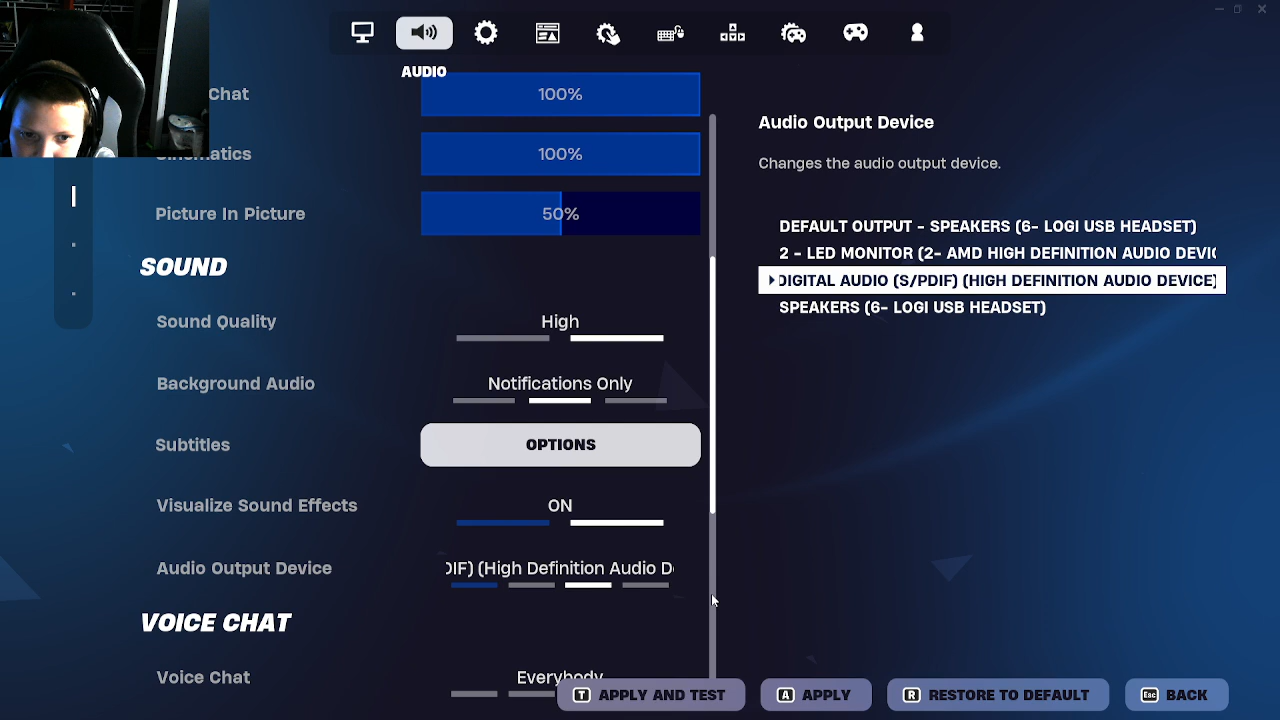 AUDIO
Chat 100%
Cinematics 100%
Picture In Picture 50%
SOUND
Sound Quality High
Background Audio Notifications Only
Subtitles OPTIONS
Visualize Sound Effects ON
Audio Output Device DIF) (High Definition Audio D
VOICE CHAT
Voice Chat Everybody
Audio Output Device
Changes the audio output device.
DEFAULT OUTPUT - SPEAKERS (6- LOGI USB HEADSET)
2 - LED MONITOR (2- AMD HIGH DEFINITION AUDIO DEVIC
DIGITAL AUDIO (S/PDIF) (HIGH DEFINITION AUDIO DEVICE)
SPEAKERS (6- LOGI USB HEADSET)
T APPLY AND TEST A APPLY R RESTORE TO DEFAULT Esc BACK